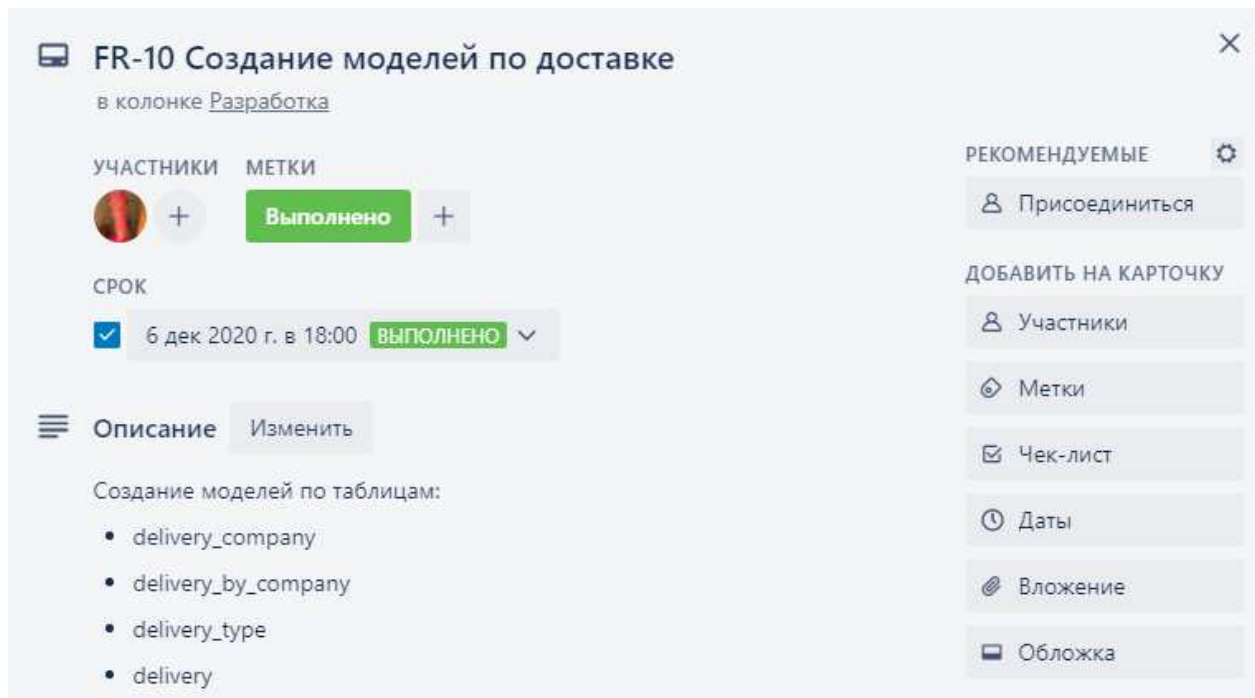 FR-10 Создание моделей по доставке
в колонке Разработка
УЧАСТНИКИ МЕТКИ
Выполнено
СРОК
6 дек 2020 г. в 18:00 ВЫПОЛНЕНО
Описание Изменить
Создание моделей по таблицам:
• delivery_company
• delivery_by_company
• delivery_type
• delivery
РЕКОМЕНДУЕМЫЕ
Присоединиться
ДОБАВИТЬ НА КАРТОЧКУ
Участники
Метки
Чек-лист
Даты
Вложение
Обложка